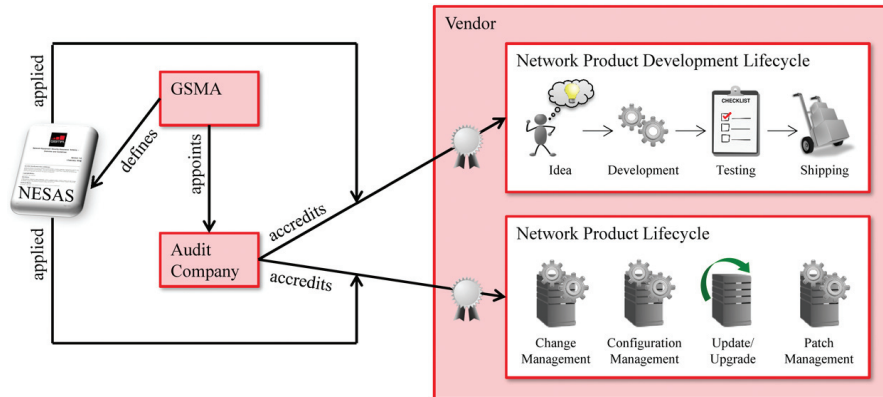 Vendor
applied
GSMA
defines
appoints
NESAS
applied
Audit
Company
accredits
accredits
Network Product Development Lifecycle
CHECKLIST
Idea
Development
Testing
Shipping
Network Product Lifecycle
Change
Management
Configuration
Management
Update/
Upgrade
Patch
Management